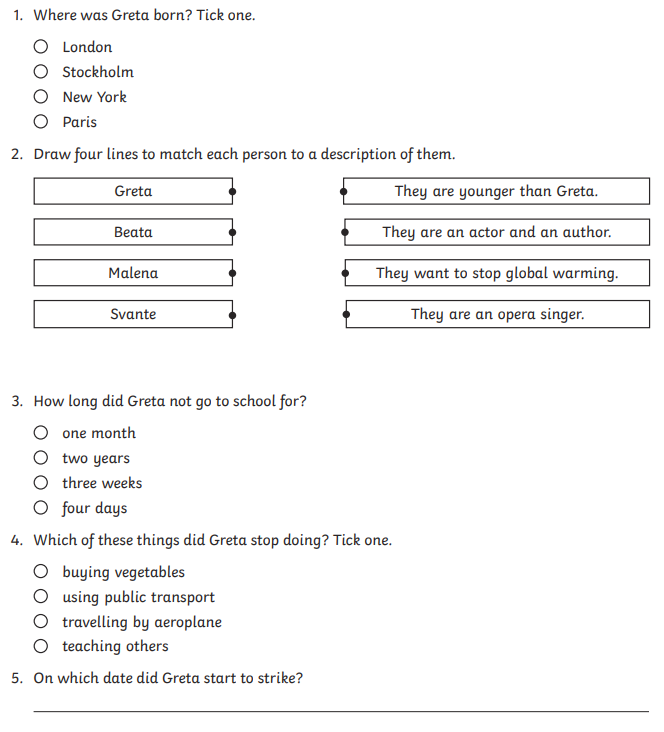 1. Where was Greta born? Tick one.
London
Stockholm
New York
Paris
2. Draw four lines to match each person to a description of them.
Greta They are younger than Greta.
Beata They are an actor and an author.
Malena They want to stop global warming.
Svante They are an opera singer.
3. How long did Greta not go to school for?
one month
two years
three weeks
four days
4. Which of these things did Greta stop doing? Tick one.
buying vegetables
using public transport
travelling by aeroplane
teaching others
5. On which date did Greta start to strike?